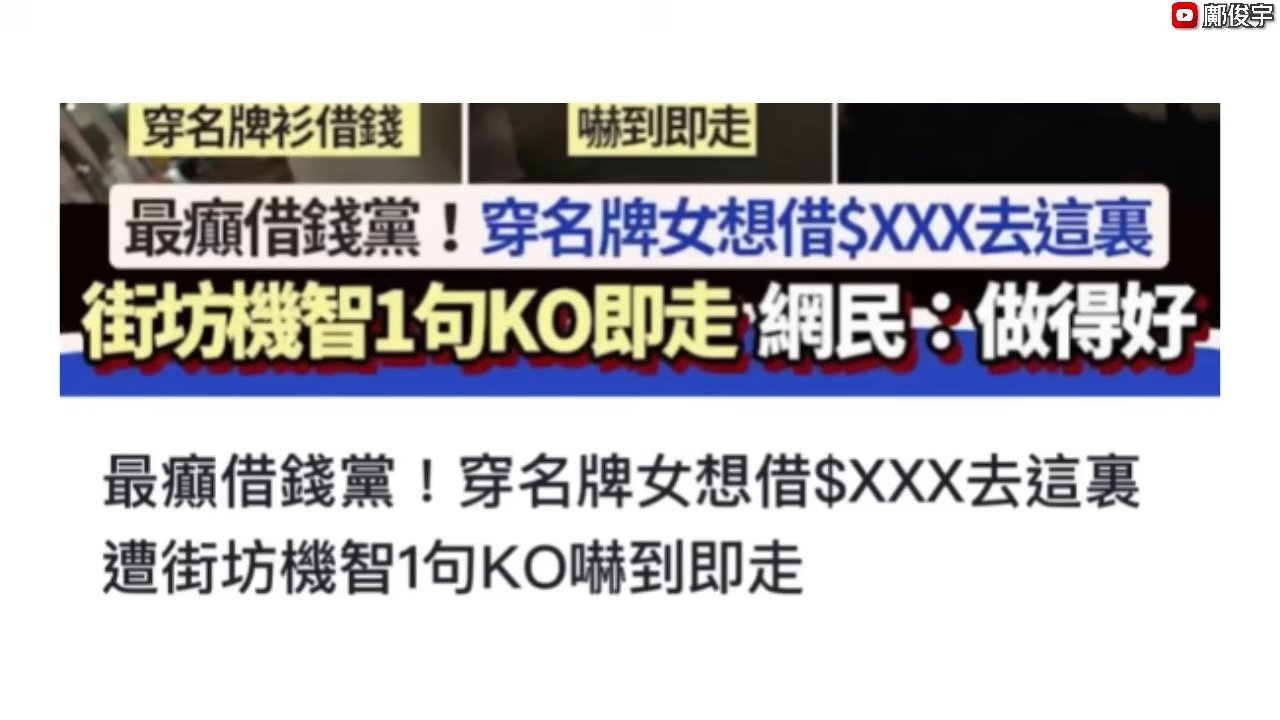 鄺俊宇
穿名牌衫借錢
嚇到即走
最癲借錢黨！穿名牌女想借$XXX去這裏
街坊機智1句KO即走 網民：做得好
最癲借錢黨！穿名牌女想借$XXX去這裏
遭街坊機智1句KO嚇到即走